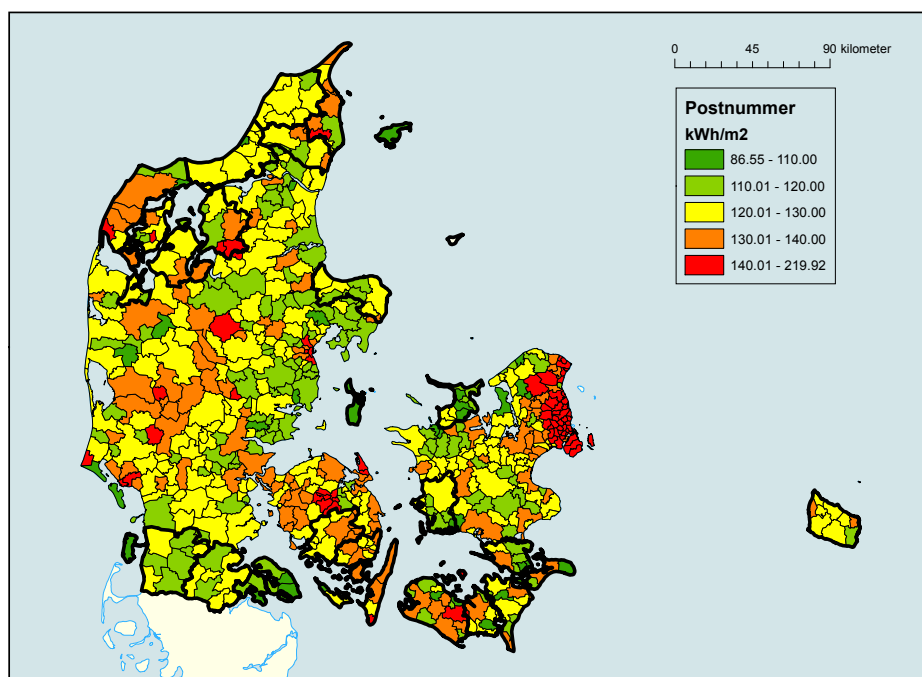 0 45 90 kilometer
Postnummer
kWh/m2
86.55 - 110.00
110.01 - 120.00
120.01 - 130.00
130.01 - 140.00
140.01 - 219.92